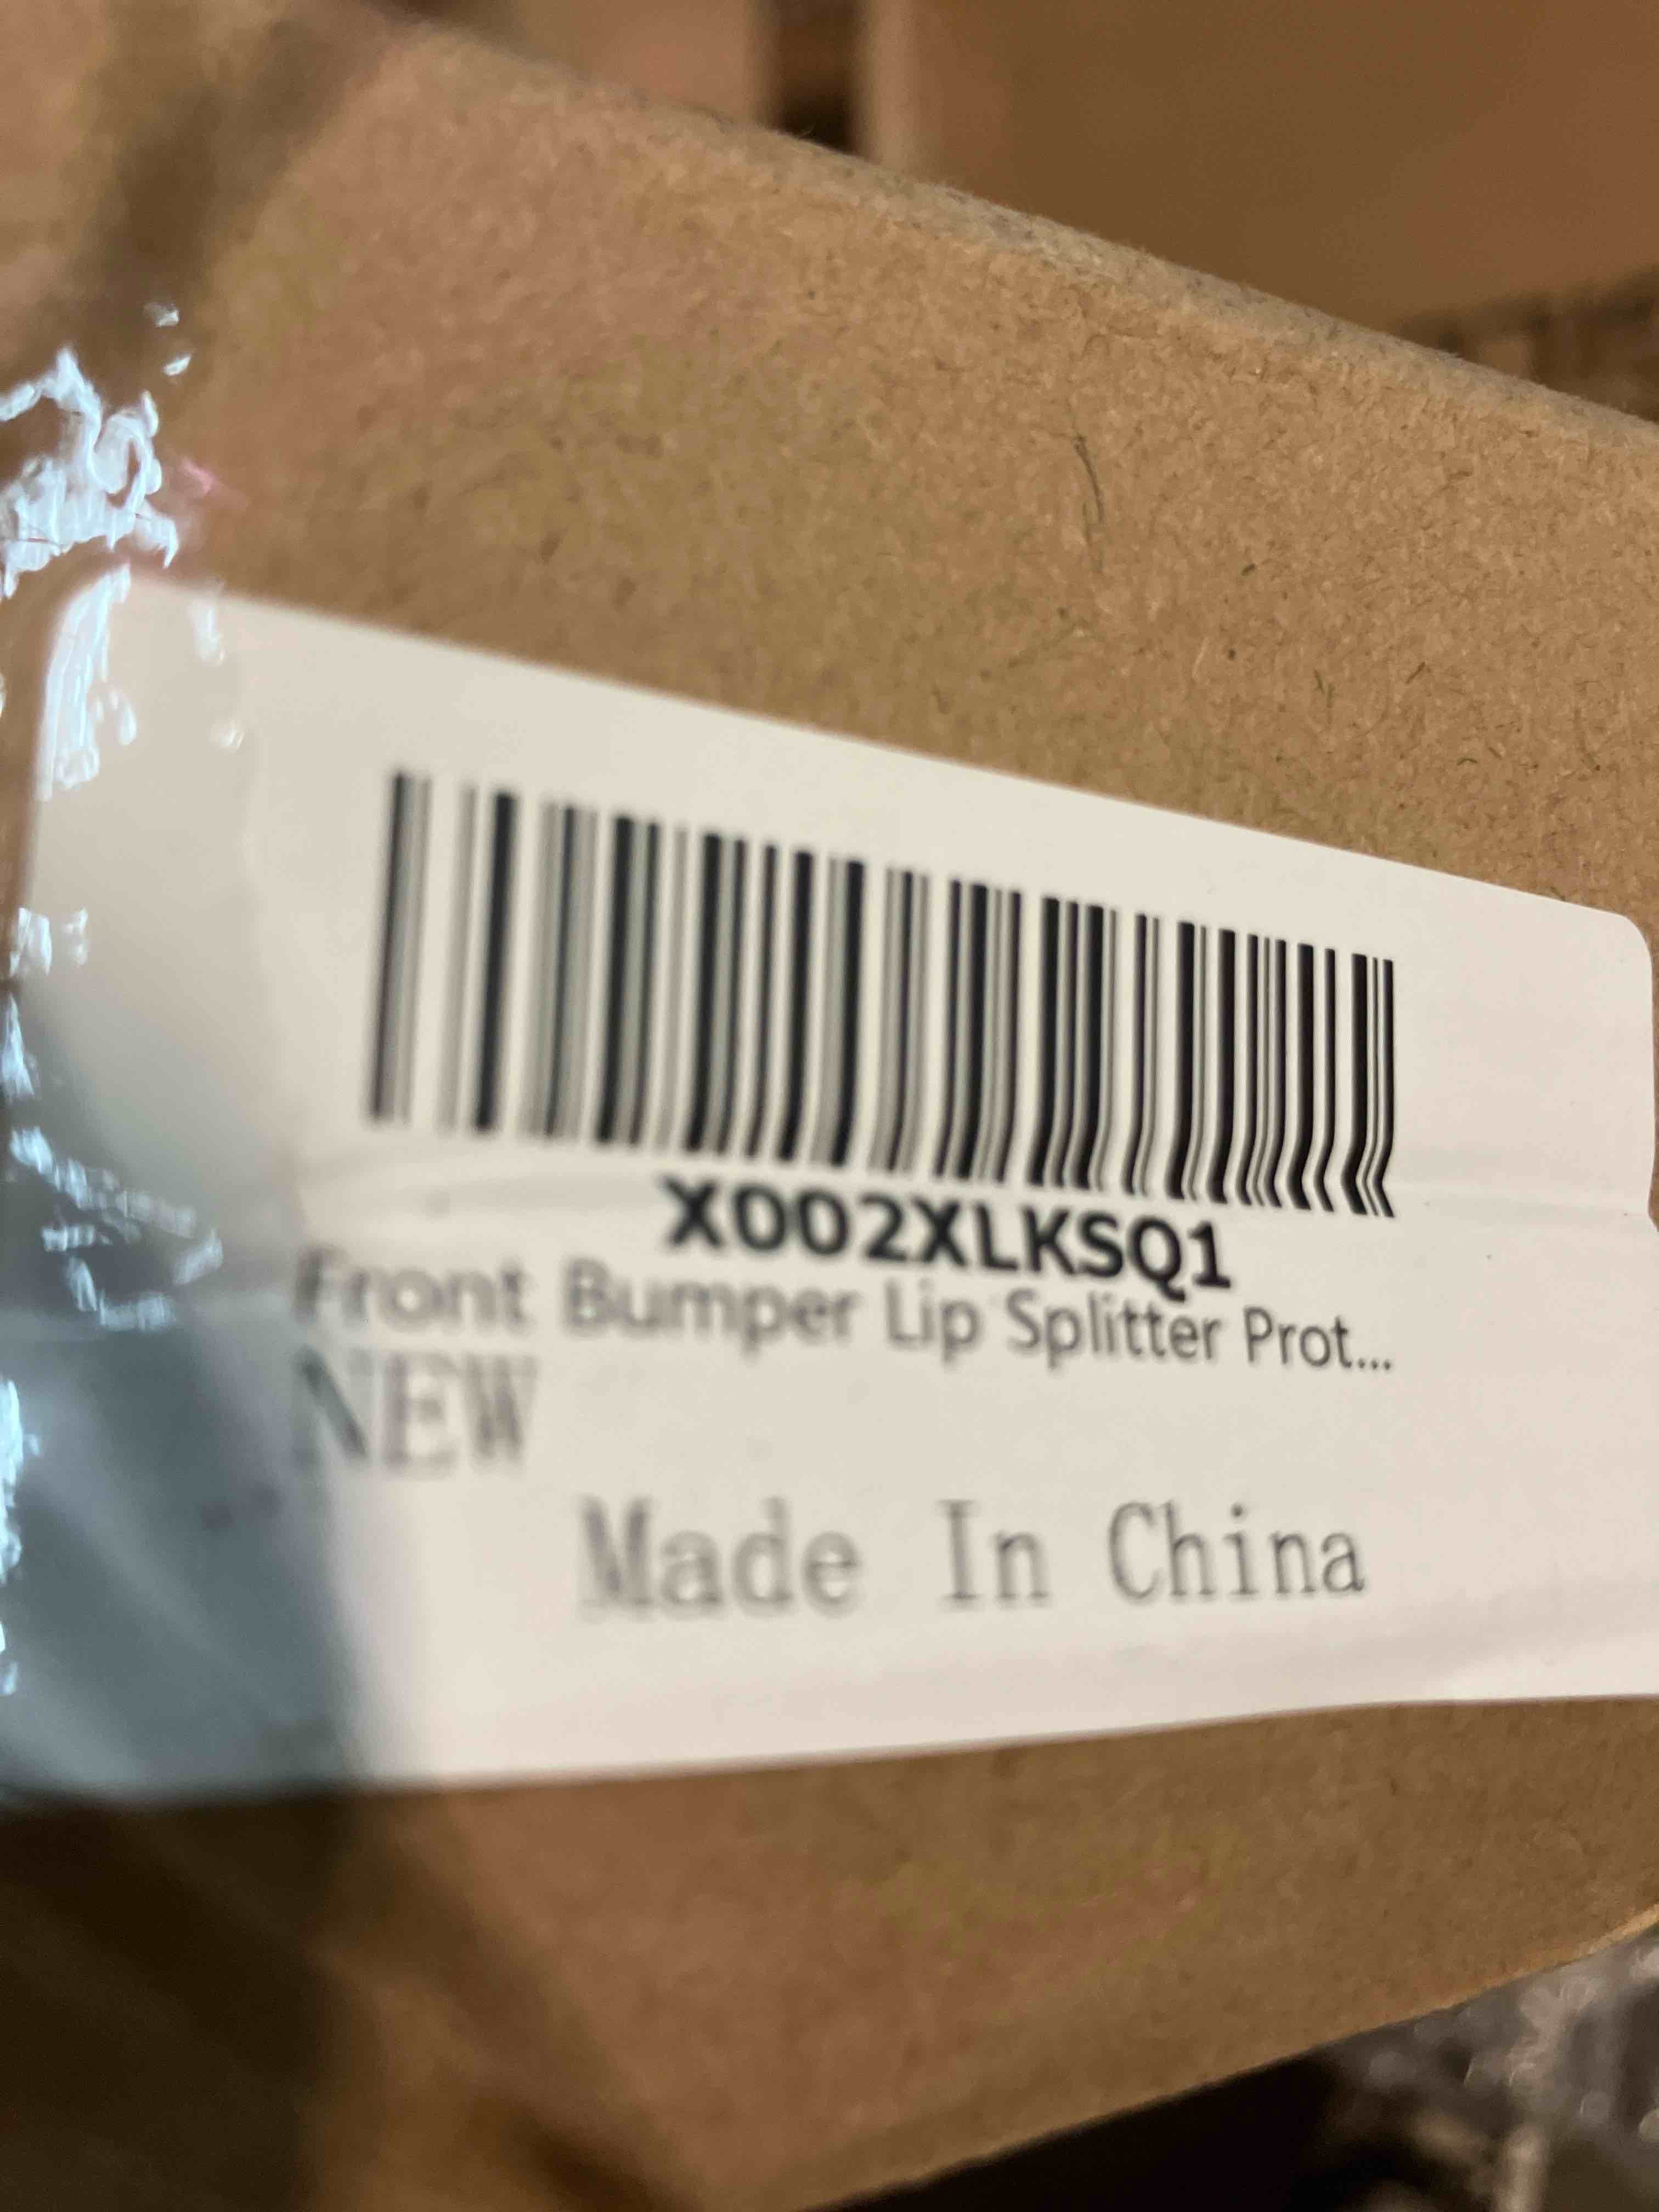 X002XLKSQ1
Front Bumper Lip Splitter Prot...
NEW
Made In China